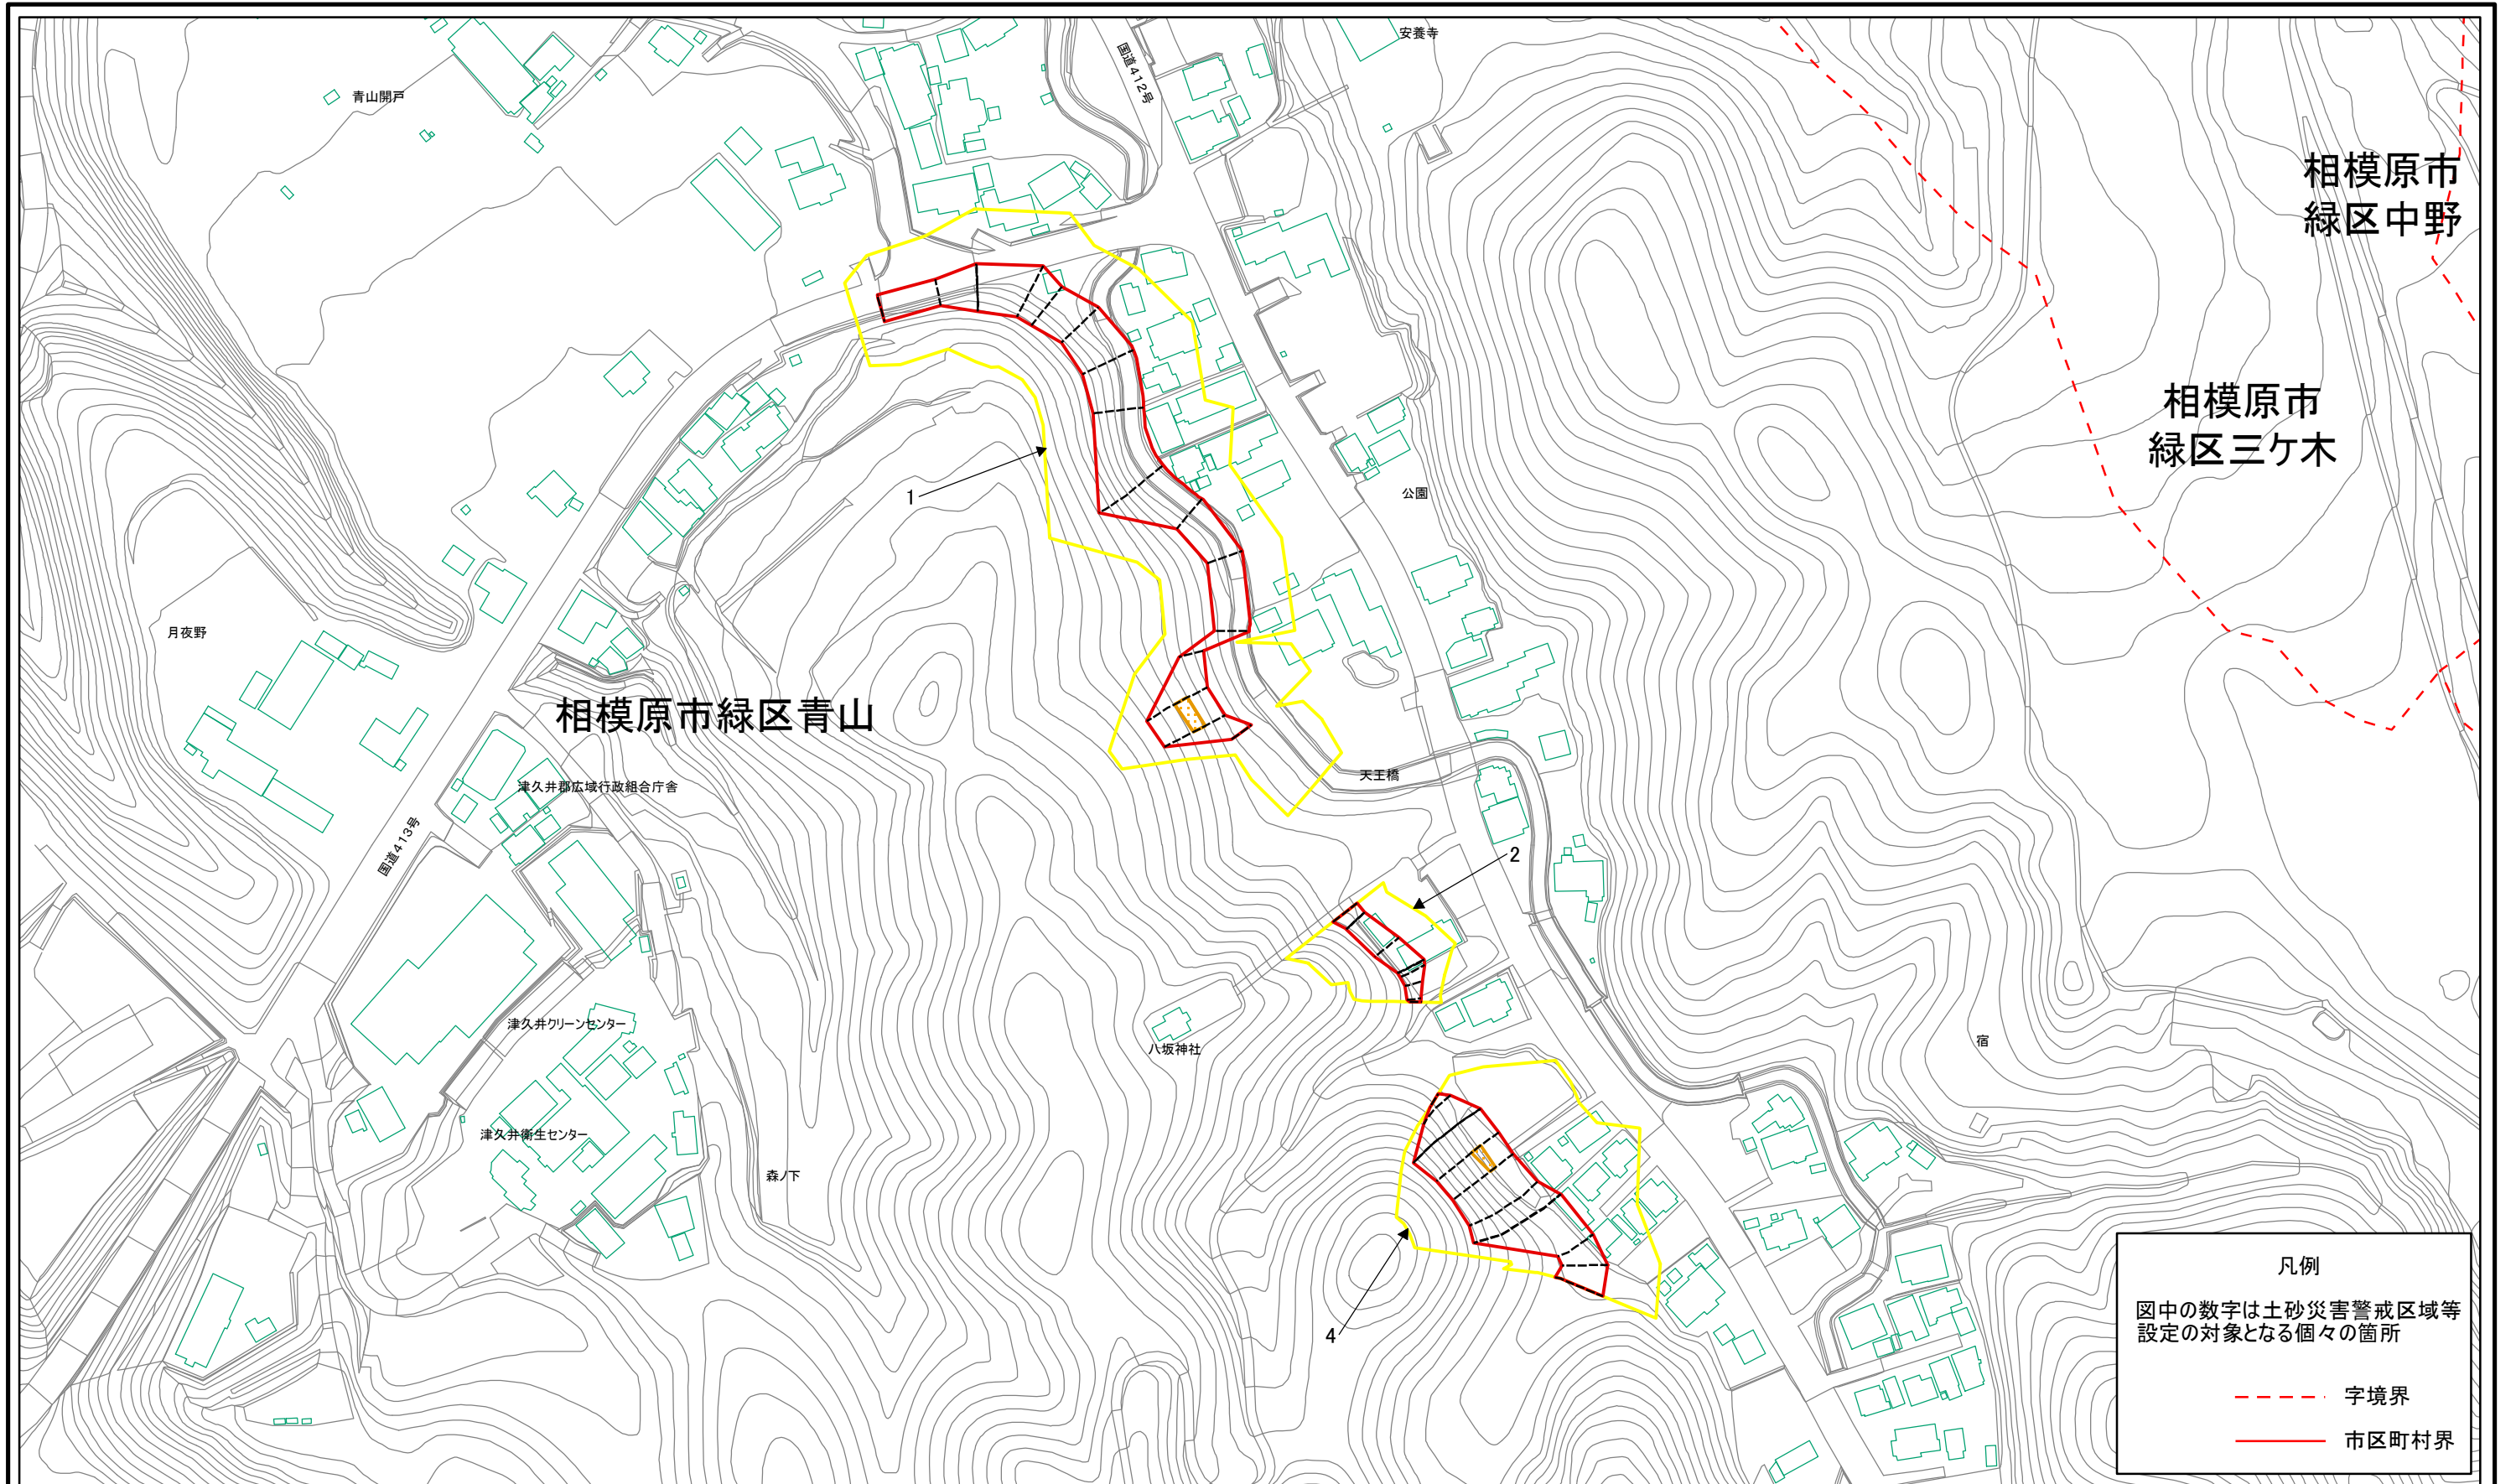 安養寺
国道412号
青山開戸
相模原市
緑区中野
相模原市
緑区三ケ木
1
公園
月夜野
相模原市緑区青山
天王橋
津久井郡広域行政組合庁舎
国道413号
2
津久井クリーンセンター
八坂神社
宿
津久井衛生センター
森ノ下
4
凡例
図中の数字は土砂災害警戒区域等
設定の対象となる個々の箇所
字境界
市区町村界